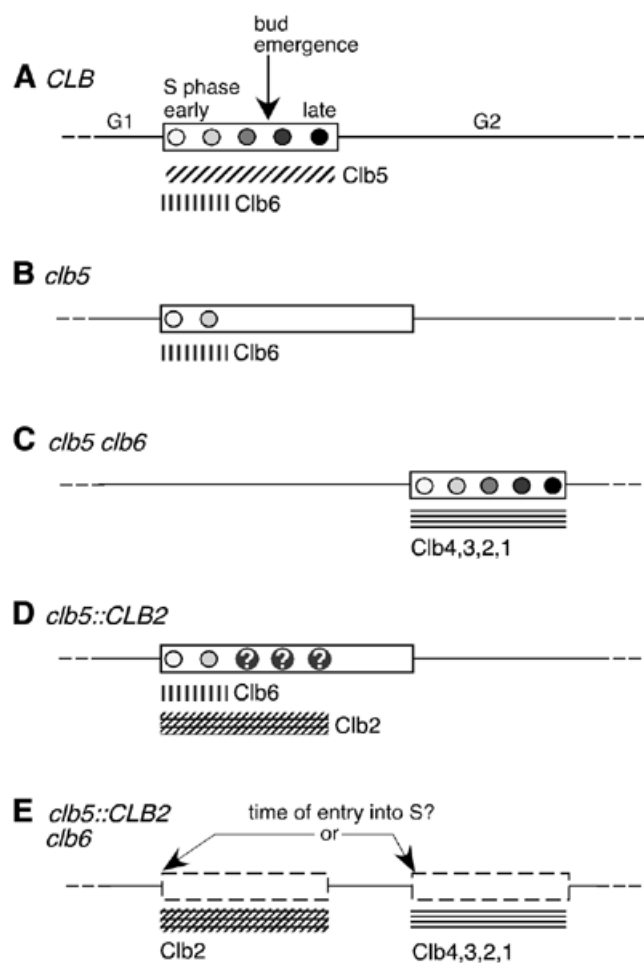 bud
emergence
A CLB
S phase
early late
G1 G2
Clb5
Clb6
B clb5
Clb6
C clb5 clb6
Clb4,3,2,1
D clb5::CLB2
? ? ?
Clb6
Clb2
E clb5::CLB2
clb6
time of entry into S?
or
Clb2 Clb4,3,2,1